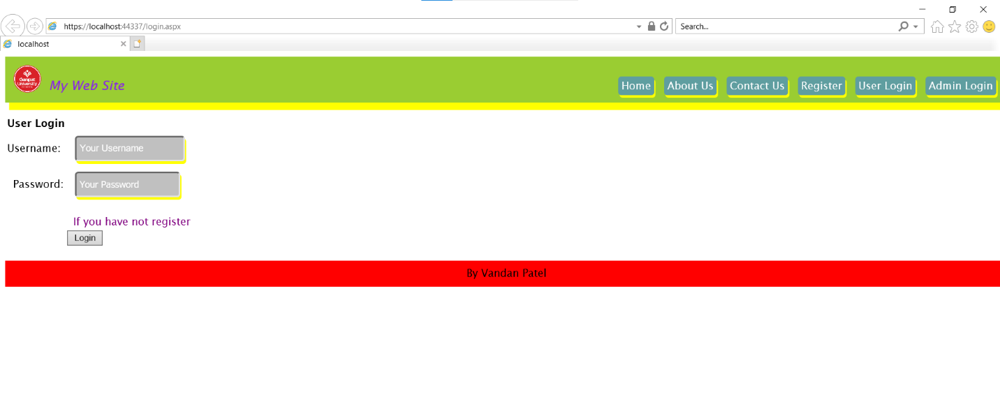 https://localhost:44337/login.aspx
Search...
localhost
Ganpat
University
My Web Site
Home
About Us
Contact Us
Register
User Login
Admin Login
User Login
Username:
Your Username
Password:
Your Password
If you have not register
Login
By Vandan Patel